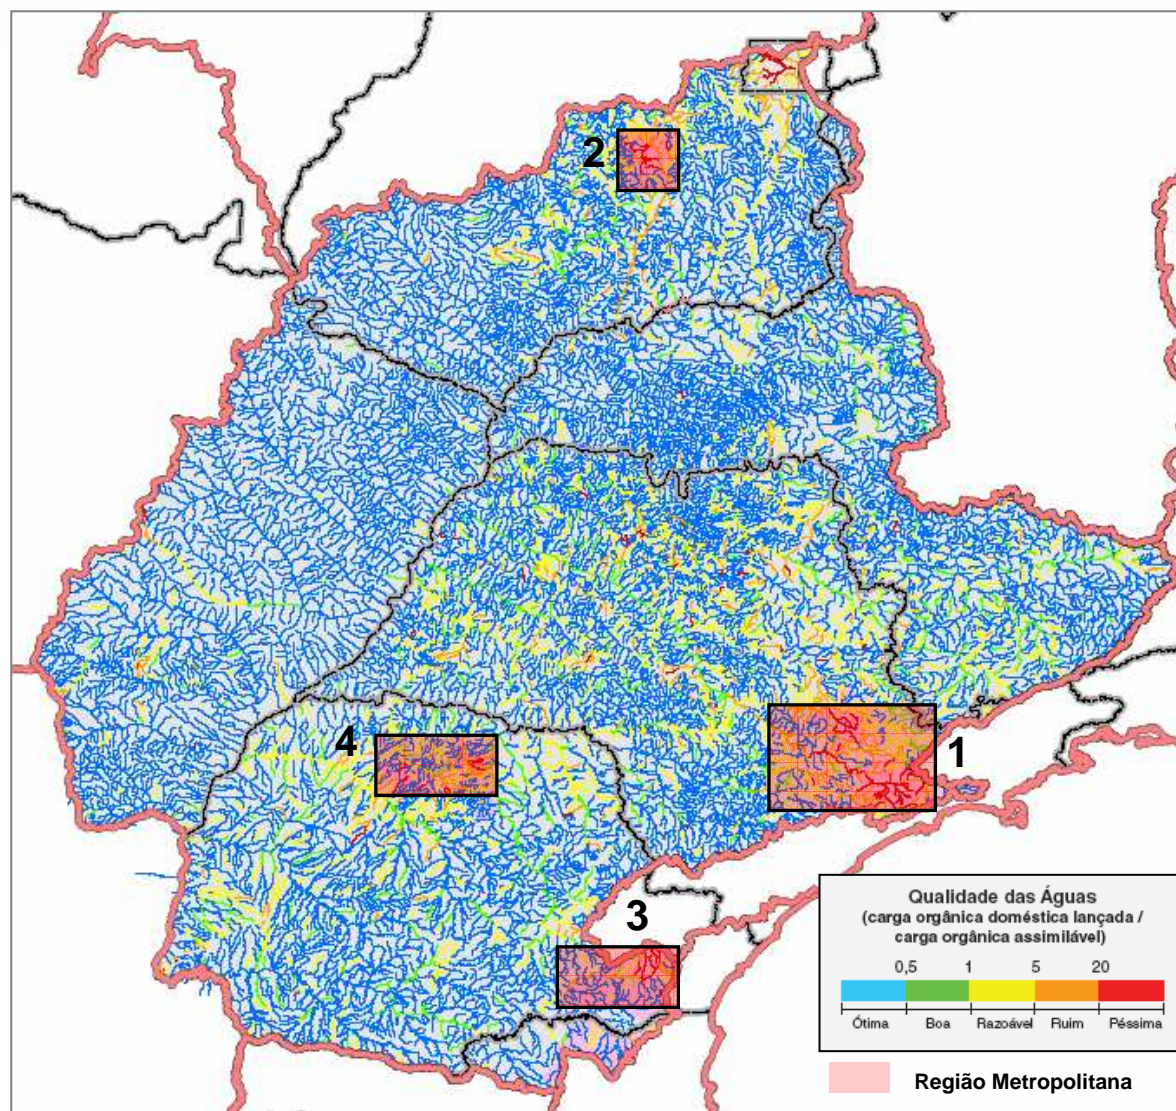 2
4
1
3
Qualidade das Águas
(carga orgânica doméstica lançada /
carga orgânica assimilável)
0,5 1 5 20
Ótima Boa Razoável Ruim Péssima
Região Metropolitana